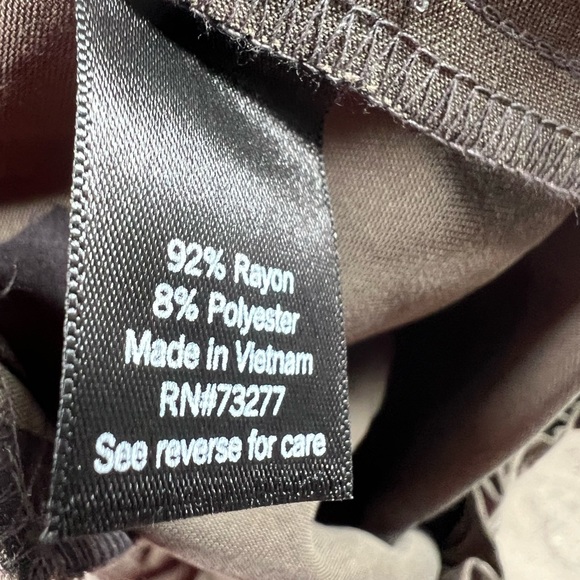 92% Rayon
8% Polyester
Made in Vietnam
RN#73277
See reverse for care